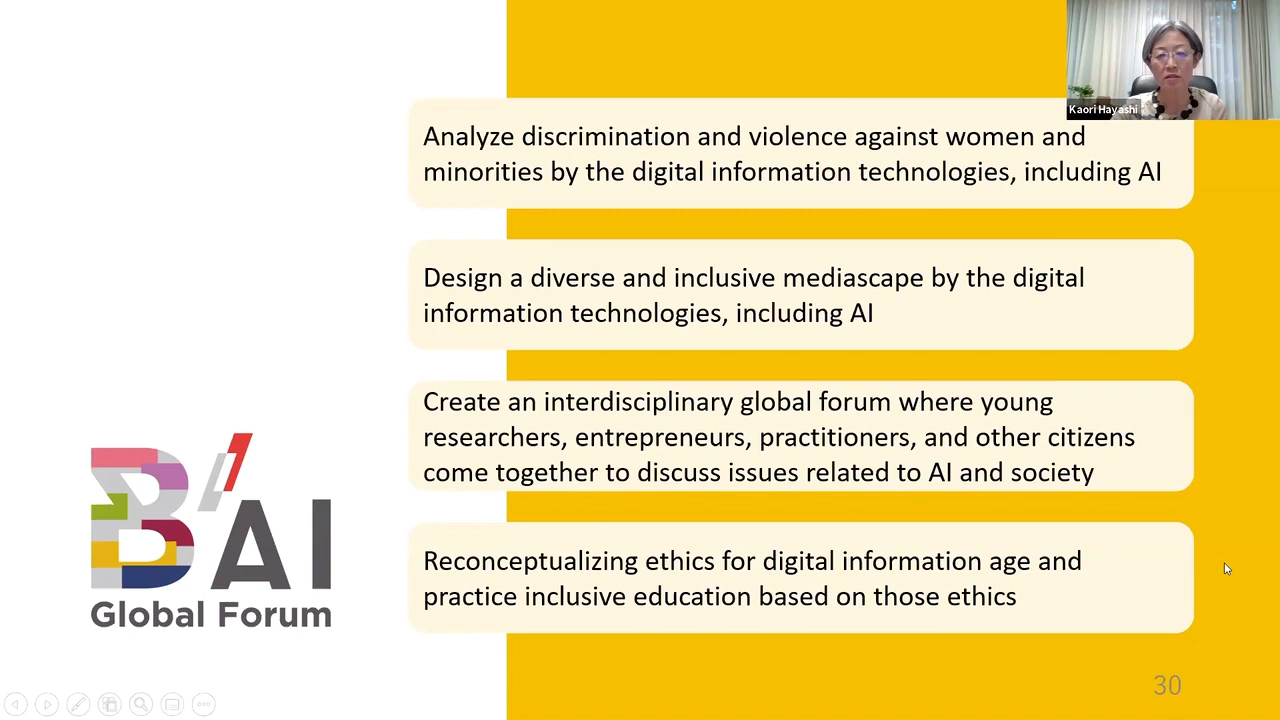 Kaori Hayashi
Analyze discrimination and violence against women and
minorities by the digital information technologies, including AI
Design a diverse and inclusive mediascape by the digital
information technologies, including AI
Create an interdisciplinary global forum where young
researchers, entrepreneurs, practitioners, and other citizens
come together to discuss issues related to AI and society
Reconceptualizing ethics for digital information age and
practice inclusive education based on those ethics
B'AI
Global Forum
30